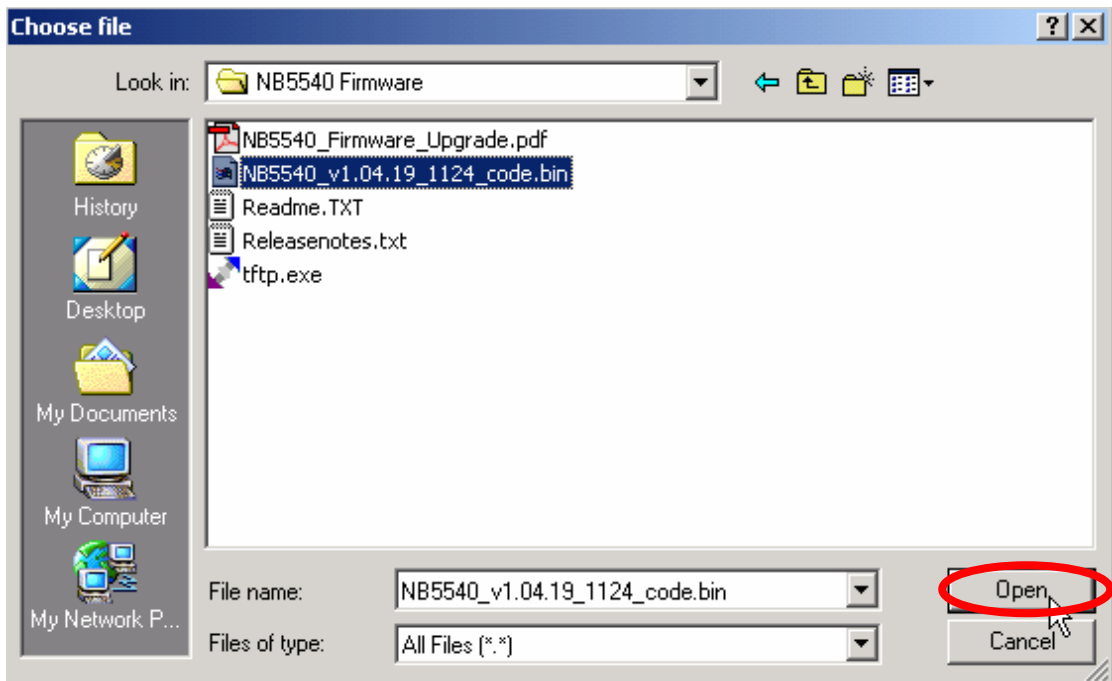 Choose file
Look in: NB5540 Firmware
History
Desktop
My Documents
My Computer
My Network P...
NB5540_Firmware_Upgrade.pdf
NB5540_v1.04.19_1124_code.bin
Readme.TXT
Releasenotes.txt
tftp.exe
File name: NB5540_v1.04.19_1124_code.bin
Open
Files of type: All Files (*.*)
Cancel